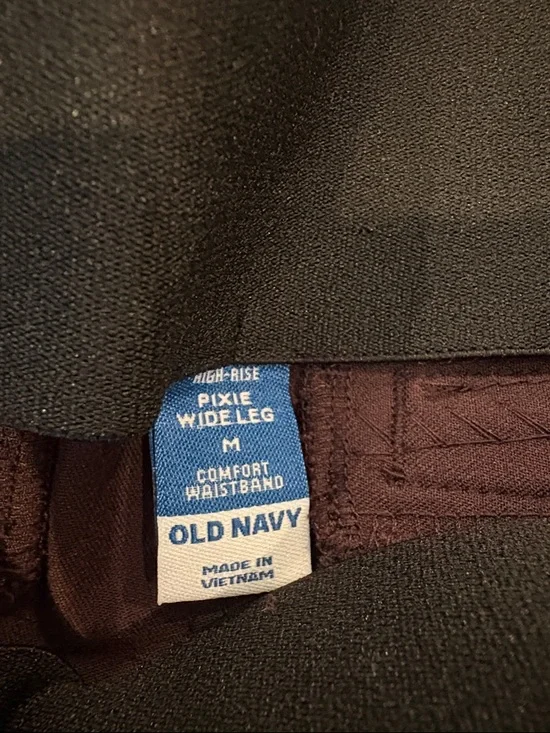 HIGH-RISE
PIXIE
WIDE LEG
M
COMFORT
WAISTBAND
OLD NAVY
MADE IN
VIETNAM